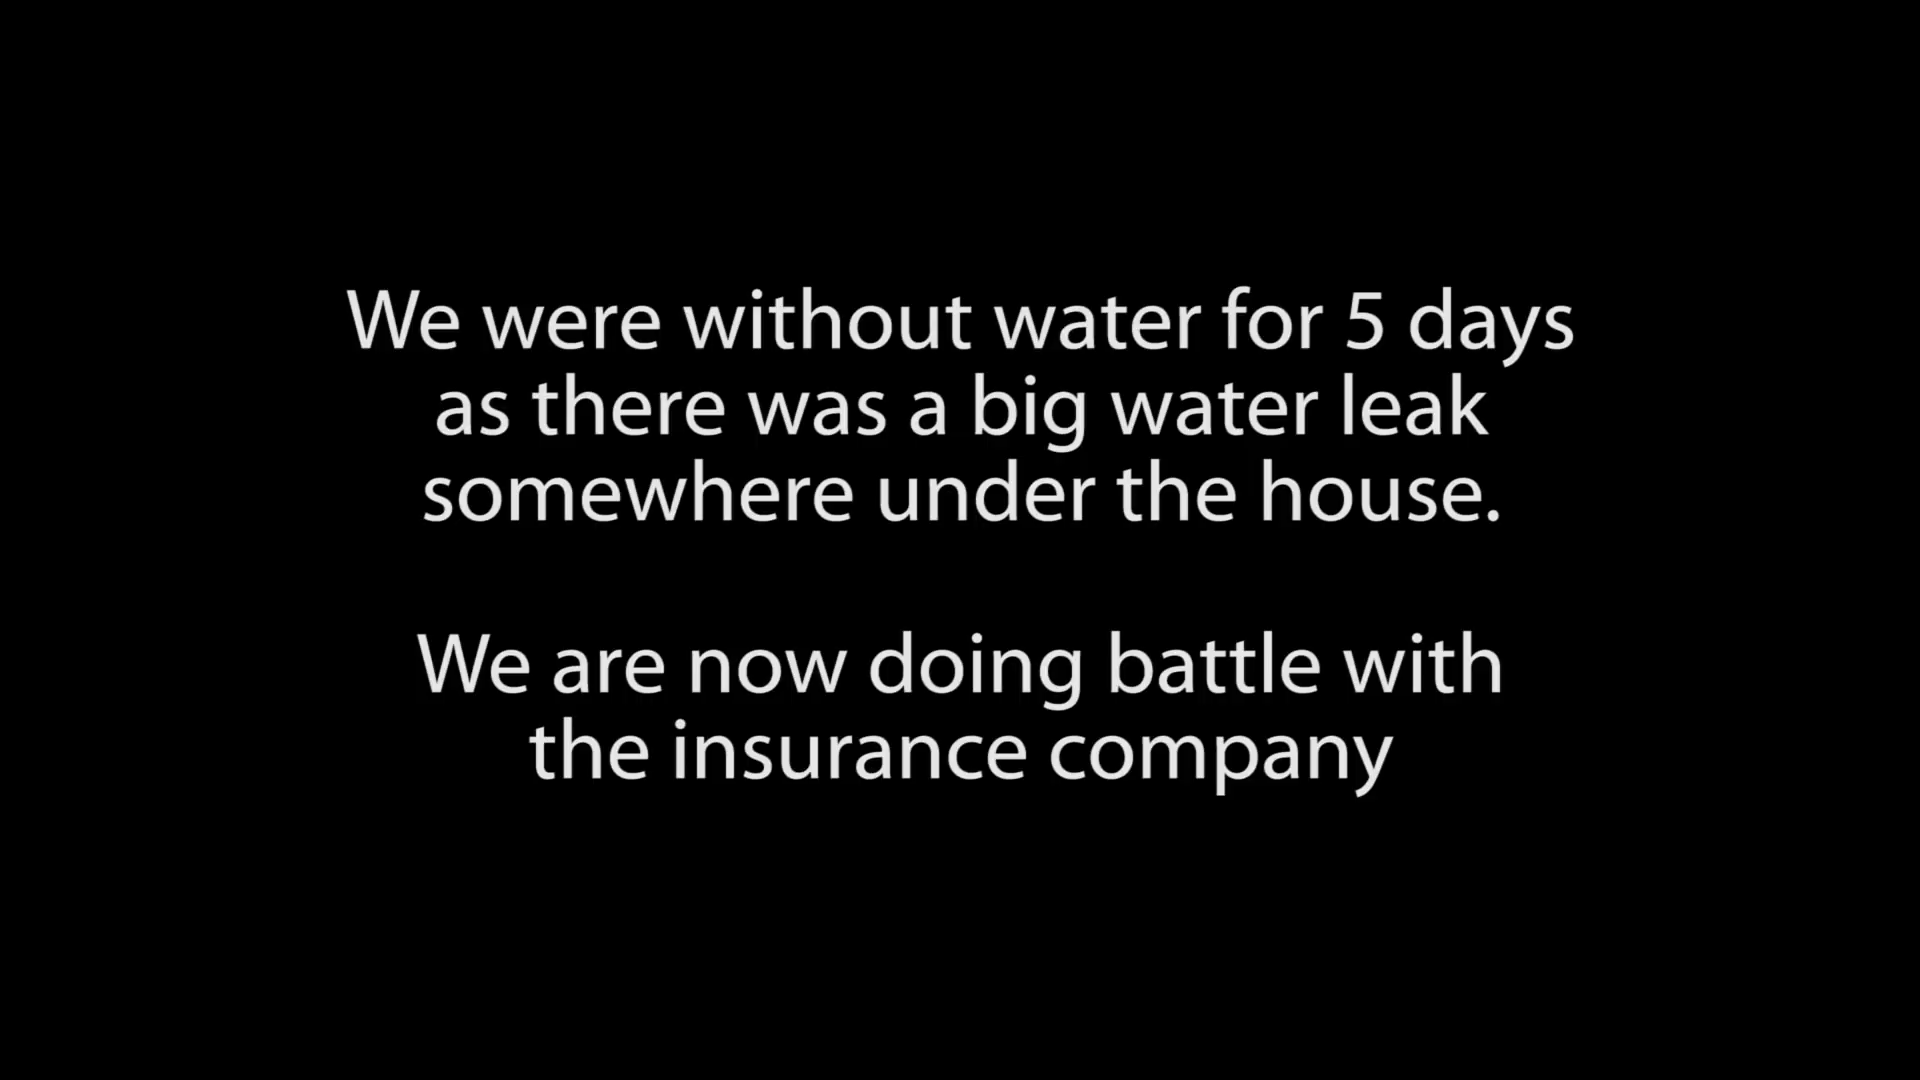 We were without water for 5 days
as there was a big water leak
somewhere under the house.
We are now doing battle with
the insurance company